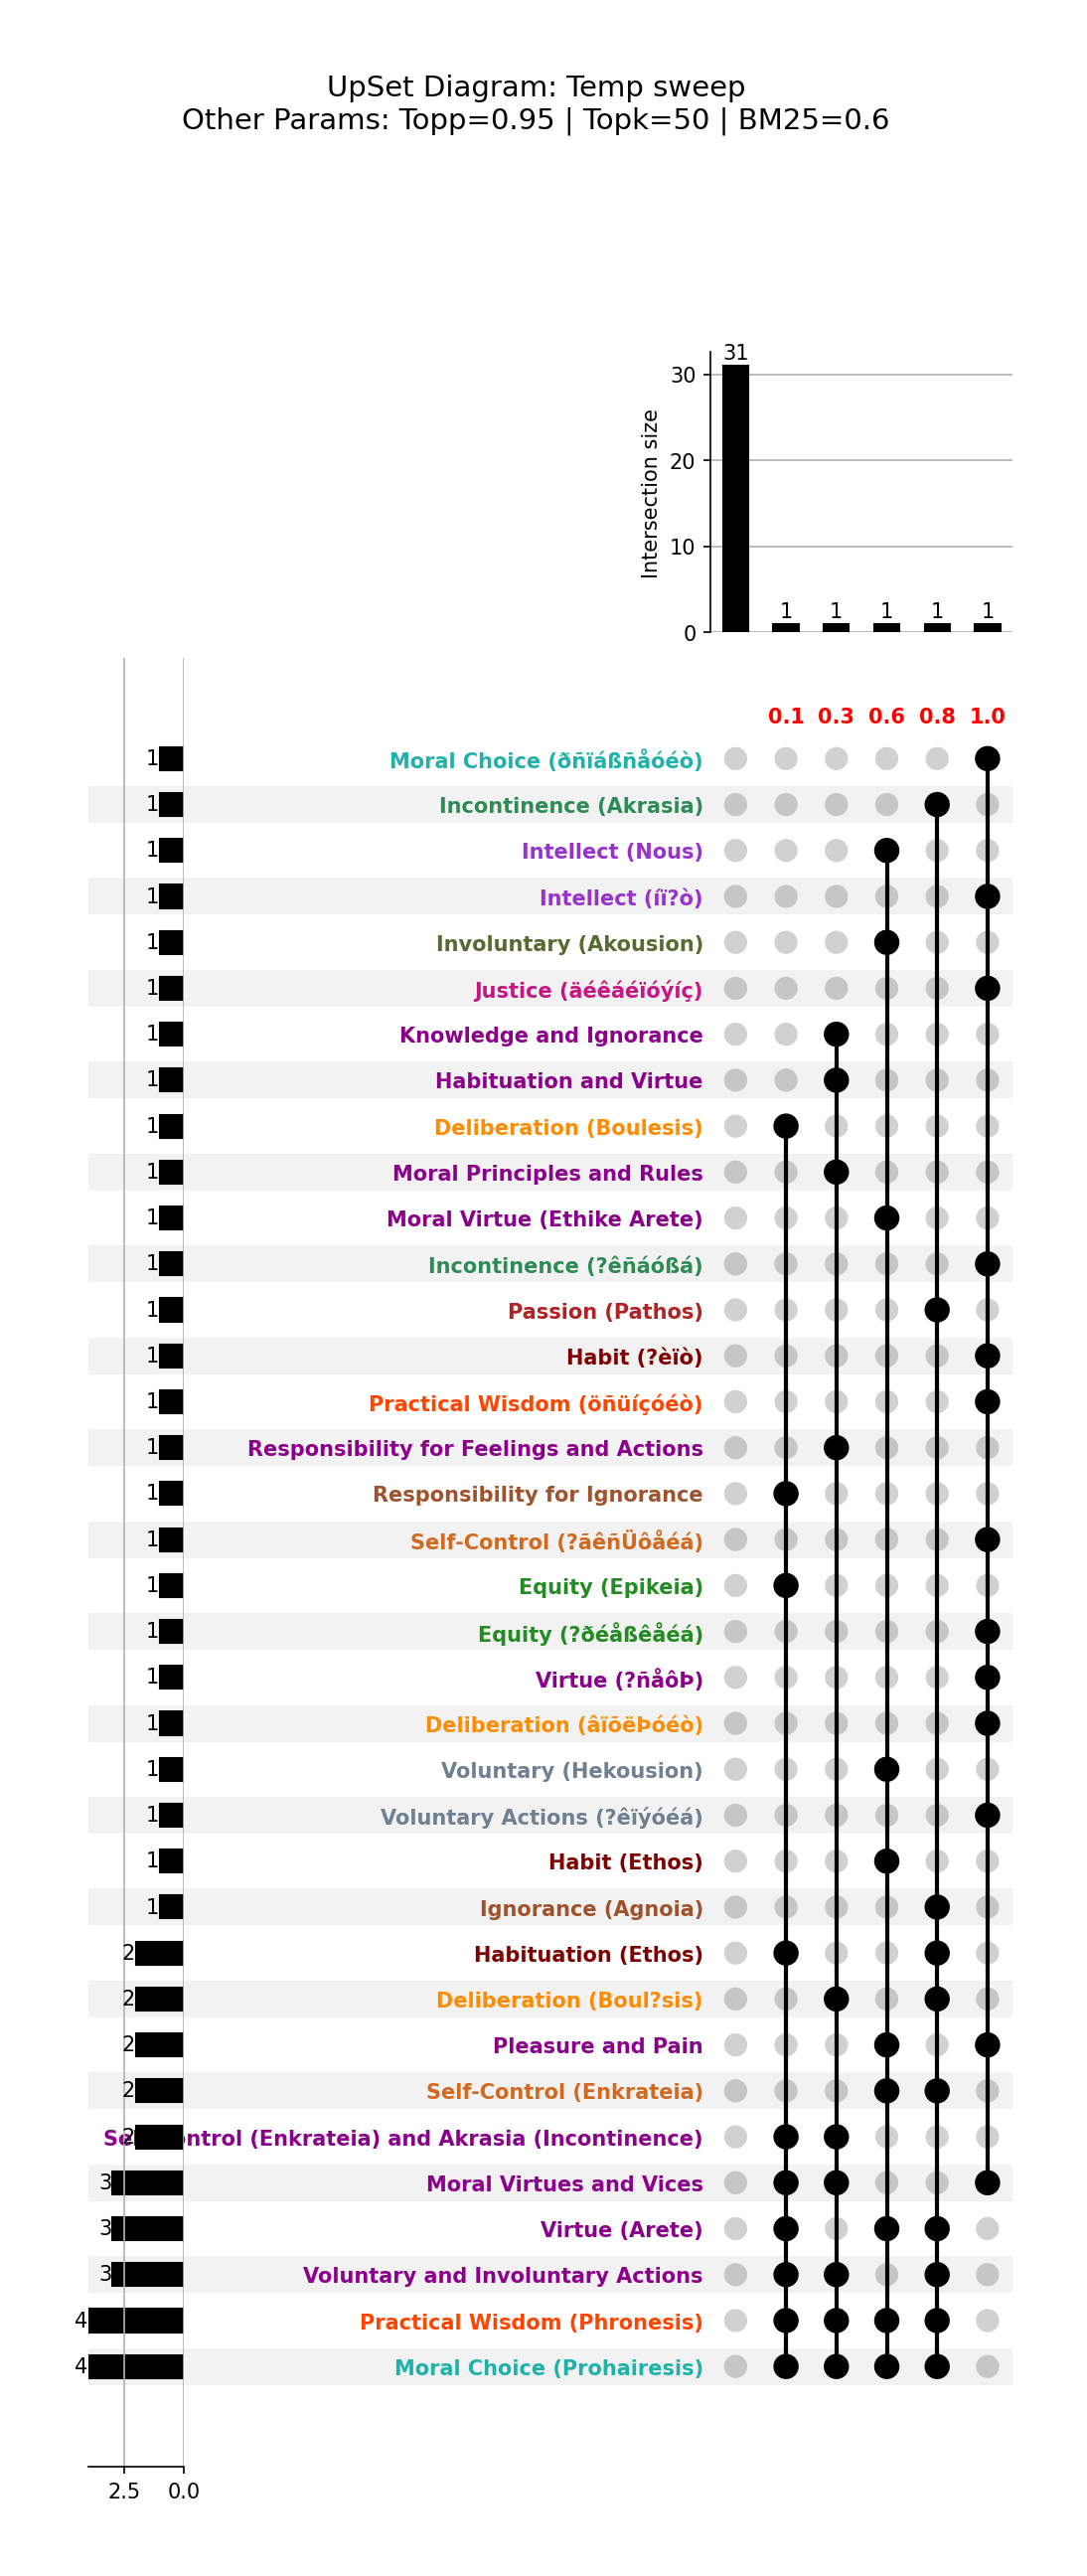 UpSet Diagram: Temp sweep
Other Params: Topp=0.95 | Topk=50 | BM25=0.6
31
30
20
10
0
Intersection size
1 1 1 1 1
0.1 0.3 0.6 0.8 1.0
1 Moral Choice (ðñïáßñåóéò)
1 Incontinence (Akrasia)
1 Intellect (Nous)
1 Intellect (íï?ò)
1 Involuntary (Akousion)
1 Justice (äéêáéïóýíç)
1 Knowledge and Ignorance
1 Habituation and Virtue
1 Deliberation (Boulesis)
1 Moral Principles and Rules
1 Moral Virtue (Ethike Arete)
1 Incontinence (?êñáóßá)
1 Passion (Pathos)
1 Habit (?èïò)
1 Practical Wisdom (öñüíçóéò)
1 Responsibility for Feelings and Actions
1 Responsibility for Ignorance
1 Self-Control (?ãêñÜôåéá)
1 Equity (Epikeia)
1 Equity (?ðéåßêåéá)
1 Virtue (?ñåôÞ)
1 Deliberation (âïõëÞóéò)
1 Voluntary (Hekousion)
1 Voluntary Actions (?êïýóéá)
1 Habit (Ethos)
1 Ignorance (Agnoia)
2 Habituation (Ethos)
2 Deliberation (Boul?sis)
2 Pleasure and Pain
2 Self-Control (Enkrateia)
2 Self-Control (Enkrateia) and Akrasia (Incontinence)
3 Moral Virtues and Vices
3 Virtue (Arete)
3 Voluntary and Involuntary Actions
4 Practical Wisdom (Phronesis)
4 Moral Choice (Prohairesis)
2.5 0.0